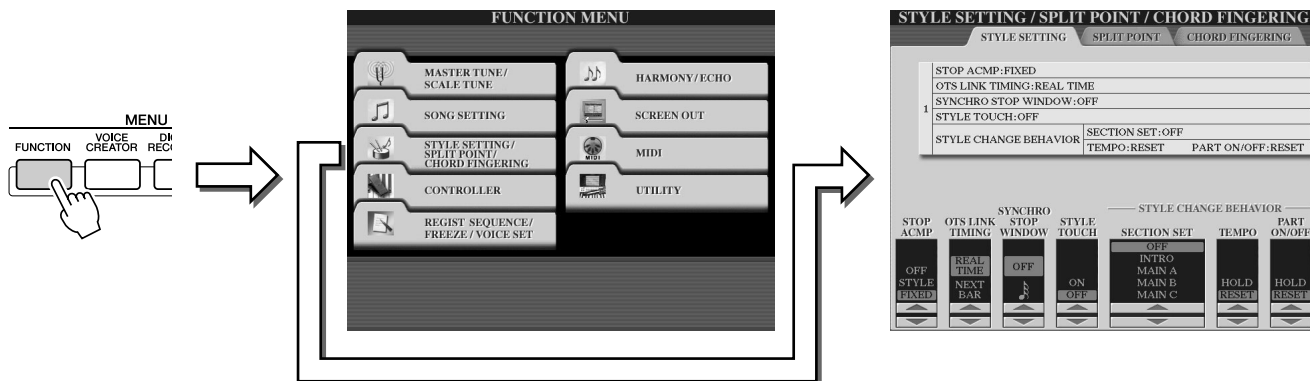 MENU
FUNCTION
VOICE
CREATOR
FUNCTION MENU
MASTER TUNE/
SCALE TUNE
SONG SETTING
STYLE SETTING/
SPLIT POINT/
CHORD FINGERING
CONTROLLER
REGIST SEQUENCE/
FREEZE / VOICE SET
HARMONY/ECHO
SCREEN OUT
MIDI
MIDI
UTILITY
STYLE SETTING / SPLIT POINT / CHORD FINGERING
STYLE SETTING SPLIT POINT CHORD FINGERING
STOP ACMP:FIXED
OTS LINK TIMING:REAL TIME
1 SYNCHRO STOP WINDOW:OFF
STYLE TOUCH:OFF
STYLE CHANGE BEHAVIOR
SECTION SET:OFF
TEMPO:RESET PART ON/OFF:RESET
STOP
ACMP
OFF
STYLE
FIXED
OTS LINK
TIMING
REAL
TIME
NEXT
BAR
SYNCHRO
STOP
WINDOW
OFF
STYLE
TOUCH
ON
OFF
STYLE CHANGE BEHAVIOR
SECTION SET
OFF
INTRO
MAIN A
MAIN B
MAIN C
TEMPO
HOLD
RESET
PART
ON/OFF
HOLD
RESET